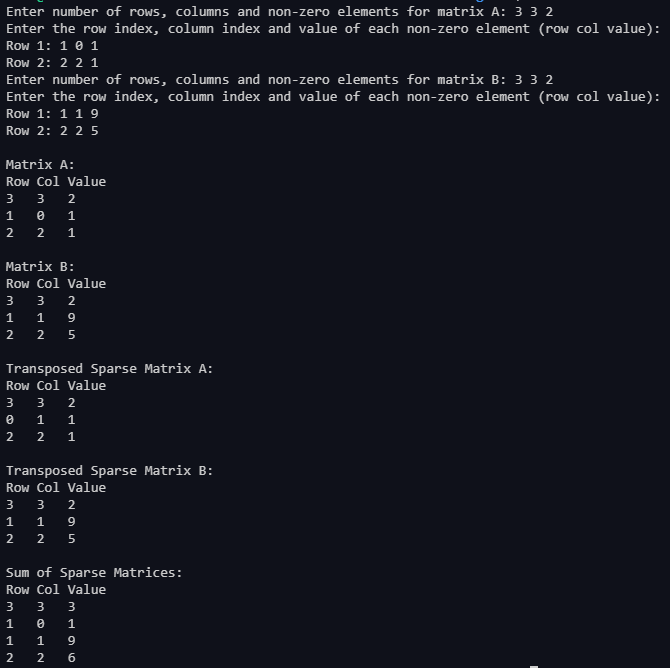 Enter number of rows, columns and non-zero elements for matrix A: 3 3 2
Enter the row index, column index and value of each non-zero element (row col value):
Row 1: 1 0 1
Row 2: 2 2 1
Enter number of rows, columns and non-zero elements for matrix B: 3 3 2
Enter the row index, column index and value of each non-zero element (row col value):
Row 1: 1 1 9
Row 2: 2 2 5

Matrix A:
Row Col Value
3 3 2
1 0 1
2 2 1

Matrix B:
Row Col Value
3 3 2
1 1 9
2 2 5

Transposed Sparse Matrix A:
Row Col Value
3 3 2
0 1 1
2 2 1

Transposed Sparse Matrix B:
Row Col Value
3 3 2
1 1 9
2 2 5

Sum of Sparse Matrices:
Row Col Value
3 3 3
1 0 1
1 1 9
2 2 6